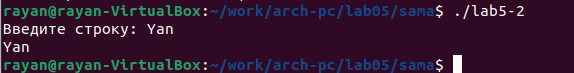 rayan@rayan-VirtualBox:~/work/arch-pc/lab05/sama$ ./lab5-2
Введите строку: Yan
Yan
rayan@rayan-VirtualBox:~/work/arch-pc/lab05/sama$